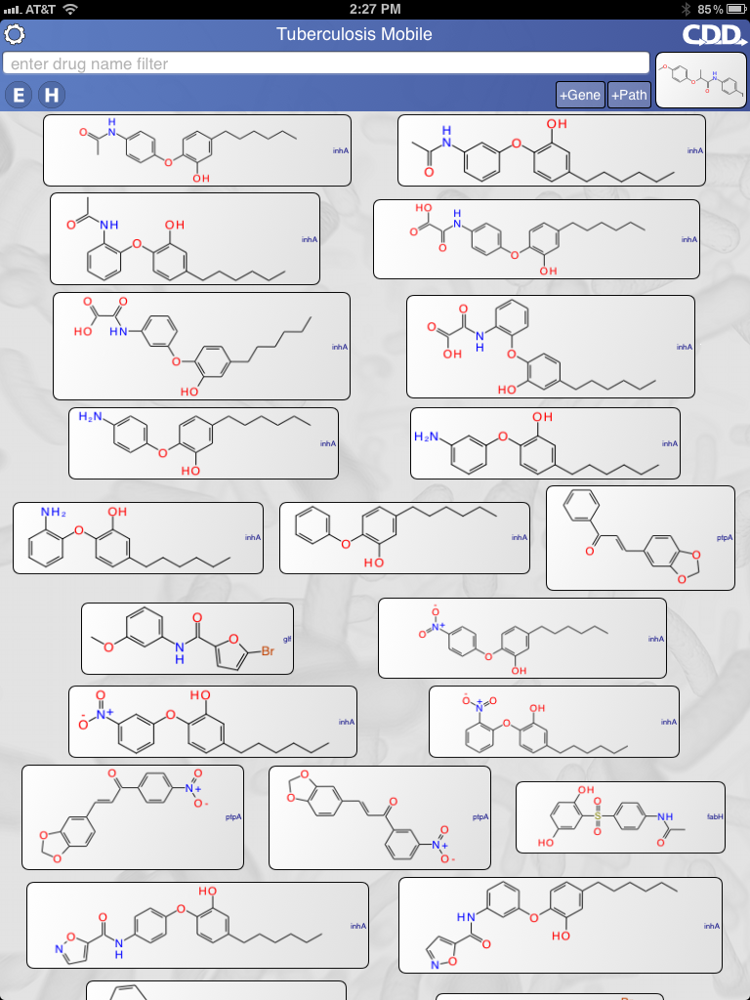 AT&T 2:27 PM 85%
Tuberculosis Mobile CDD
enter drug name filter
E H +Gene +Path
O H N O OH inhA
H N O O OH inhA
O NH O OH inhA
HO O O H N O OH inhA
O O HO HN O HO inhA
O O OH N H O HO inhA
H₂N O HO inhA
H₂N O OH inhA
NH₂ O OH inhA
O HO inhA
O O O ptpA
O N H O O Br glf
O - N + O O OH inhA
O N + O - O HO inhA
O - N + O O OH inhA
O O O N + O O - ptpA
O O O N + O O - ptpA
OH HO O S O NH O fabH
N O O N H O HO inhA
HN O N O O HO inhA